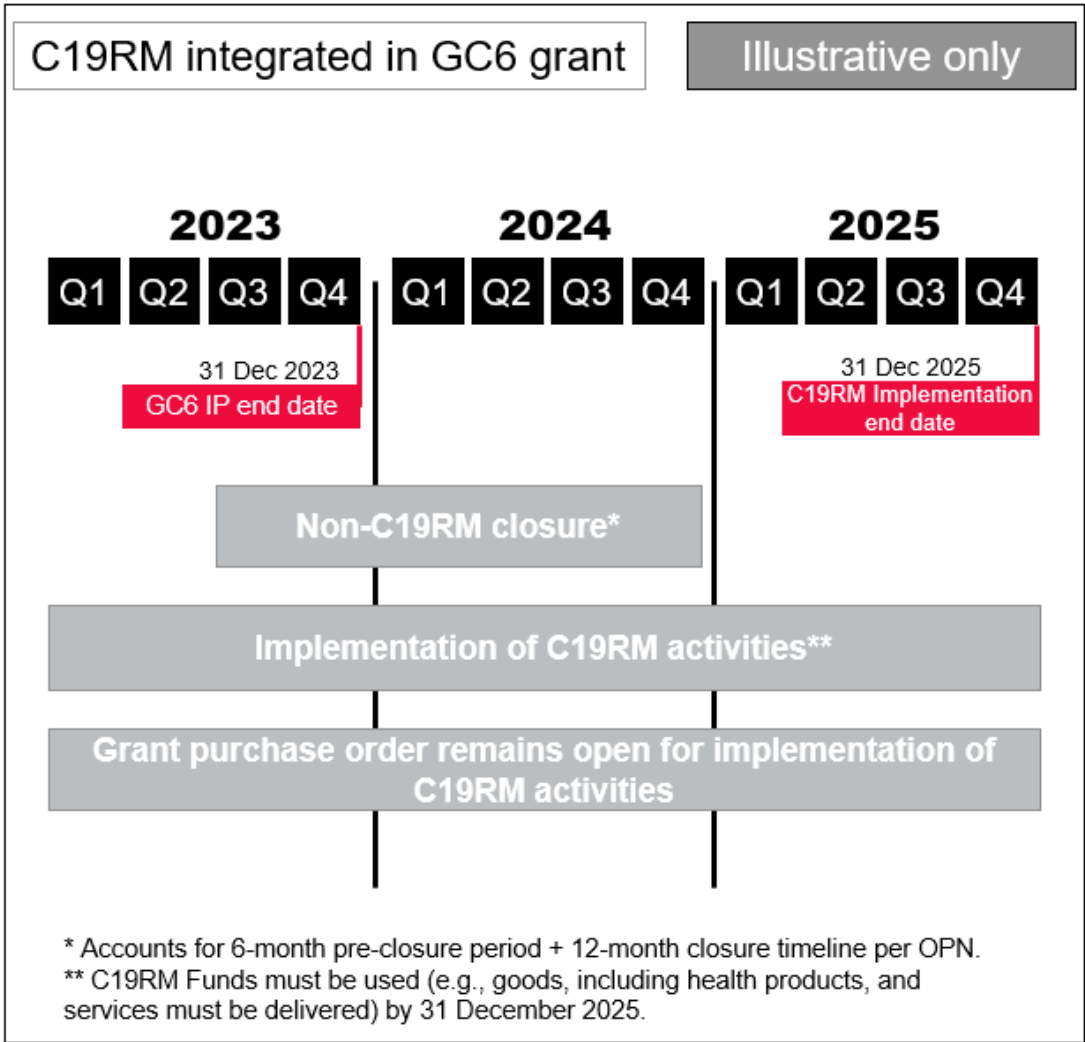 C19RM integrated in GC6 grant
Illustrative only
2023
2024
2025
Q1 Q2 Q3 Q4
Q1 Q2 Q3 Q4
Q1 Q2 Q3 Q4
31 Dec 2023
GC6 IP end date
31 Dec 2025
C19RM Implementation
end date
Non-C19RM closure*
Implementation of C19RM activities**
Grant purchase order remains open for implementation of
C19RM activities
* Accounts for 6-month pre-closure period + 12-month closure timeline per OPN.
** C19RM Funds must be used (e.g., goods, including health products, and
services must be delivered) by 31 December 2025.